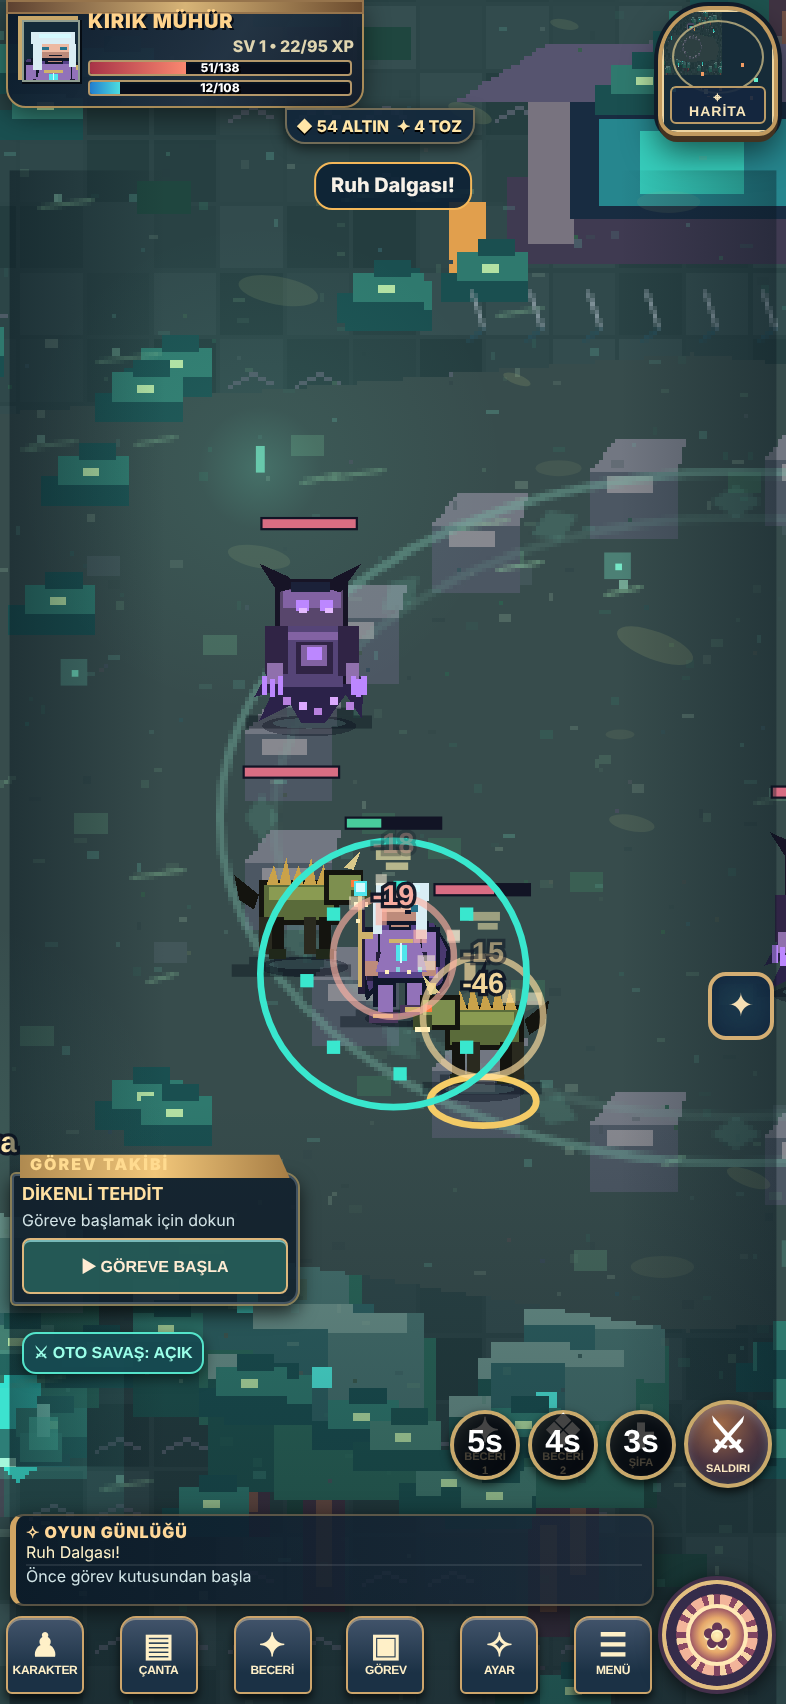 KIRIK MÜHÜR
SV 1 • 22/95 XP
51/138
12/108
◆ 54 ALTIN ✦ 4 TOZ
HARİTA
Ruh Dalgası!
-18
-19
-15
-46
a
GÖREV TAKİBİ
DİKENLİ TEHDİT
Göreve başlamak için dokun
▶ GÖREVE BAŞLA
⚔ OTO SAVAŞ: AÇIK
5s
BECERİ
1
4s
BECERİ
2
3s
ŞİFA
SALDIRI
✧ OYUN GÜNLÜĞÜ
Ruh Dalgası!
Önce görev kutusundan başla
KARAKTER
ÇANTA
BECERİ
GÖREV
AYAR
MENÜ